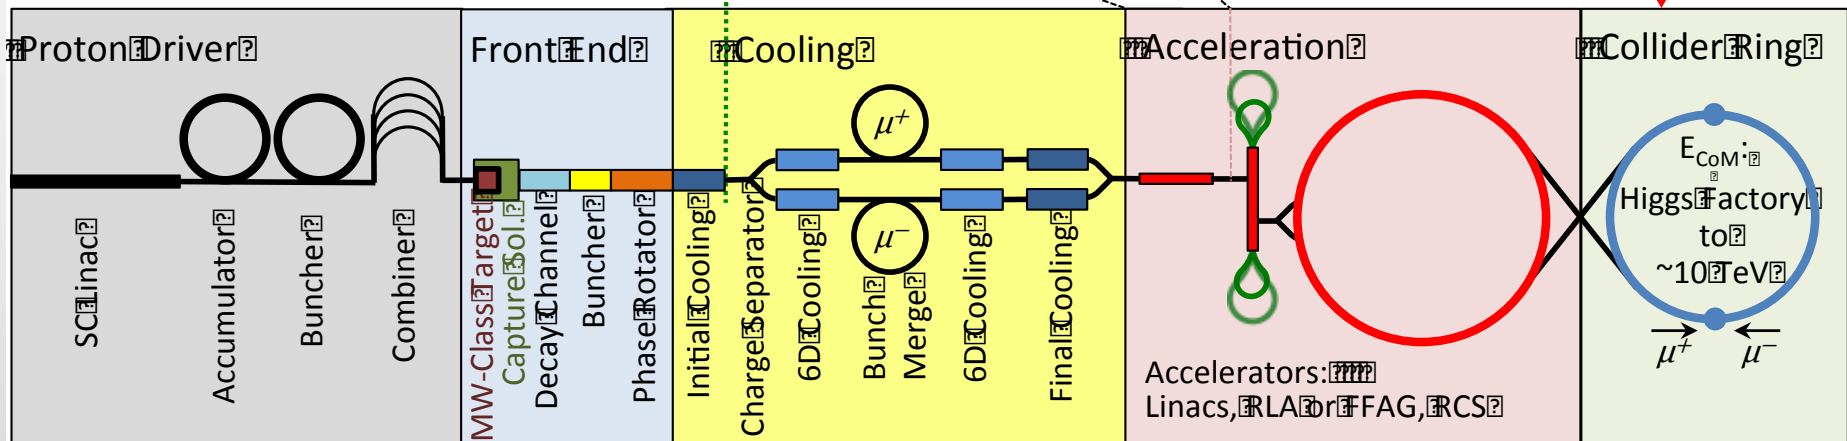 Proton Driver
Front End
Cooling
Acceleration
Collider Ring
μ+
μ−
E CoM:
Higgs Factory
to
~10 TeV
μ+
μ−
SC Linac
Accumulator
Buncher
Combiner
MW-Class Target
Capture Sol.
Decay Channel
Buncher
Phase Rotator
Initial Cooling
Charge Separator
6D Cooling
Bunch
Merge
6D Cooling
Final Cooling
Accelerators:
Linacs, RLA or FFAG, RCS